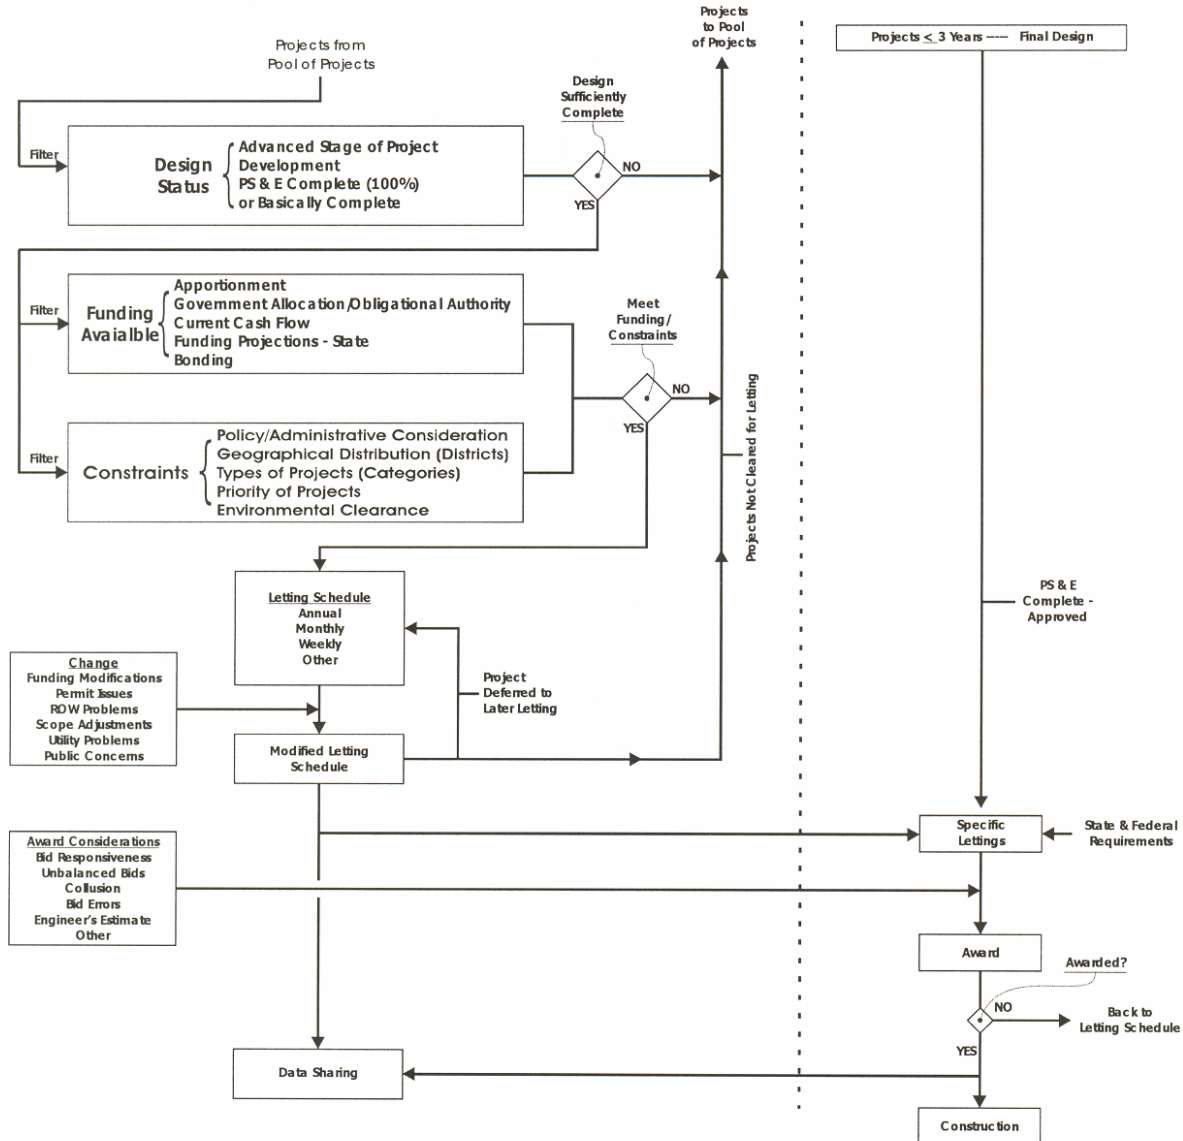 Projects
to Pool
of Projects
Projects < 3 Years ----- Final Design
Projects from
Pool of Projects
Design
Sufficiently
Complete
Filter
Design
Status
Advanced Stage of Project
Development
PS & E Complete (100%)
or Basically Complete
NO
YES
Filter
Funding
Avaialble
Apportionment
Government Allocation/Obligational Authority
Current Cash Flow
Funding Projections - State
Bonding
Meet
Funding/
Constraints
NO
YES
Projects Not Cleared for Letting
Filter
Constraints
Policy/Administrative Consideration
Geographical Distribution (Districts)
Types of Projects (Categories)
Priority of Projects
Environmental Clearance
Letting Schedule
Annual
Monthly
Weekly
Other
PS & E
Complete -
Approved
Change
Funding Modifications
Permit Issues
ROW Problems
Scope Adjustments
Utility Problems
Public Concerns
Project
Deferred to
Later Letting
Modified Letting
Schedule
Specific
Lettings
State & Federal
Requirements
Award Considerations
Bid Responsiveness
Unbalanced Bids
Collusion
Bid Errors
Engineer's Estimate
Other
Award
Awarded?
NO
Back to
Letting Schedule
YES
Data Sharing
Construction